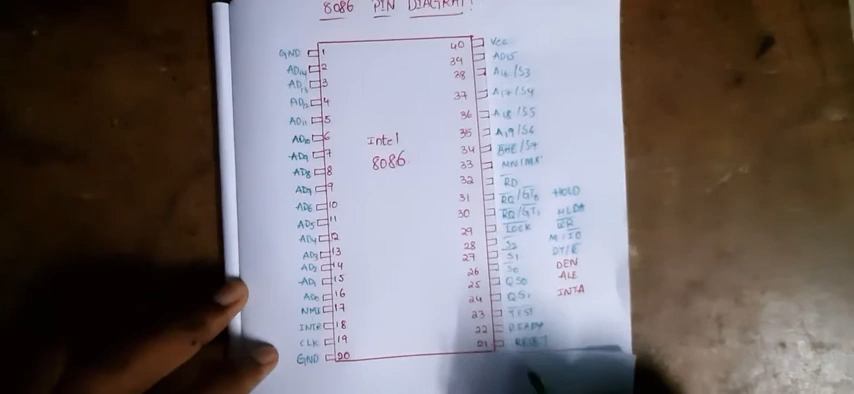 8086 PIN DIAGRAM
GND 1
AD14 2
AD13 3
AD12 4
AD11 5
AD10 6
AD9 7
AD8 8
AD7 9
AD6 10
AD5 11
AD4 12
AD3 13
AD2 14
AD1 15
AD0 16
NMI 17
INTR 18
CLK 19
GND 20
Intel
8086
40 Vcc
39 AD15
38 A16/S3
37 A17/S4
36 A18/S5
35 A19/S6
34 BHE/S7
33 MN/MX
32 RD
31 RQ/GT0 HOLD
30 RQ/GT1 HLDA
29 LOCK WR
28 S2 M/IO
27 S1 DT/R
26 S0 DEN
25 QS0 ALE
24 QS1 INTA
23 TEST
22 READY
21 RESET